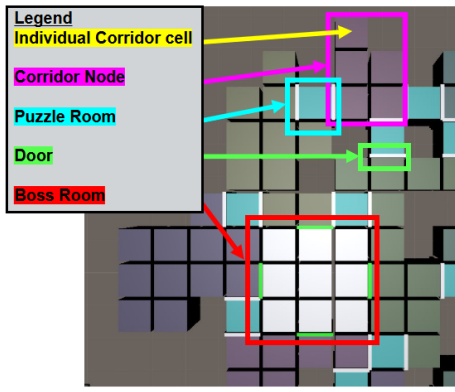 Legend
Individual Corridor cell
Corridor Node
Puzzle Room
Door
Boss Room